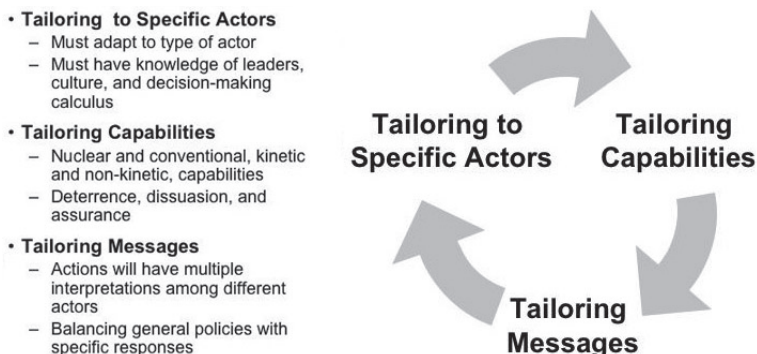 • Tailoring to Specific Actors
– Must adapt to type of actor
– Must have knowledge of leaders,
culture, and decision-making
calculus
• Tailoring Capabilities
– Nuclear and conventional, kinetic
and non-kinetic, capabilities
– Deterrence, dissuasion, and
assurance
• Tailoring Messages
– Actions will have multiple
interpretations among different
actors
– Balancing general policies with
specific responses
Tailoring to
Specific Actors
Tailoring
Capabilities
Tailoring
Messages